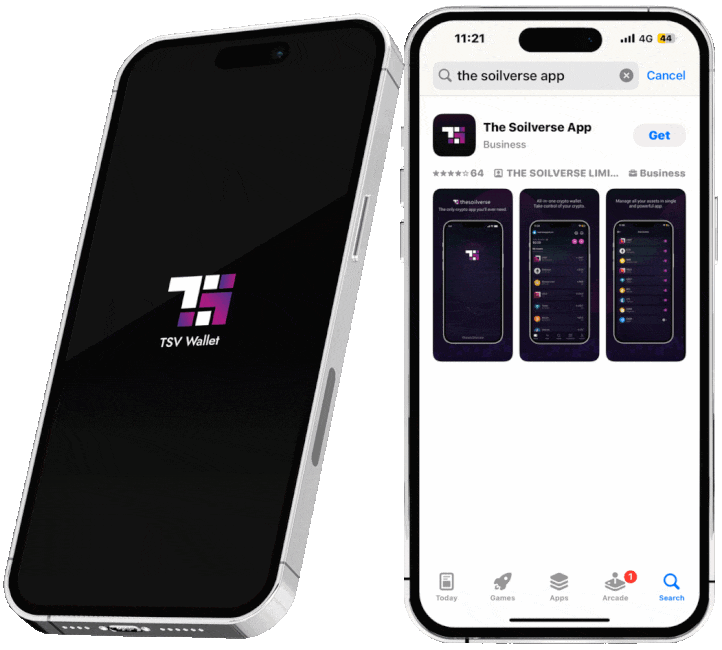 TSV Wallet
11:21
4G
44
the soilverse app
Cancel
The Soilverse App
Business
Get
64
THE SOILVERSE LIMI...
Business
thesoilverse
The only crypto app you'll ever need
All-in-one crypto wallet.
Take control of your crypto.
Manage all your assets in single
and powerful app
Today
Games
Apps
Arcade
1
Search